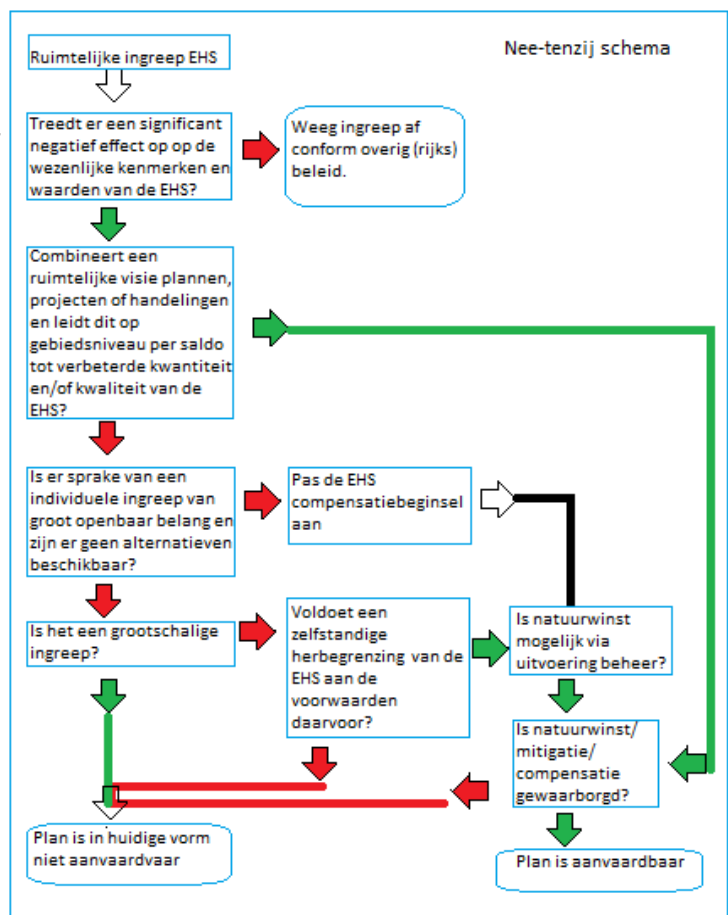 Nee-tenzij schema
Ruimtelijke ingreep EHS
Treedt er een significant
negatief effect op op de
wezenlijke kenmerken en
waarden van de EHS?
Weeg ingreep af
conform overig (rijks)
beleid.
Combineert een
ruimtelijke visie plannen,
projecten of handelingen
en leidt dit op
gebiedsniveau per saldo
tot verbeterde kwantiteit
en/of kwaliteit van de
EHS?
Is er sprake van een
individuele ingreep van
groot openbaar belang en
zijn er geen alternatieven
beschikbaar?
Pas de EHS
compensatiebeginsel
aan
Is het een grootschalige
ingreep?
Voldoet een
zelfstandige
herbegrenzing van de
EHS aan de
voorwaarden
daarvoor?
Is natuurwinst
mogelijk via
uitvoering beheer?
Is natuurwinst/
mitigatie/
compensatie
gewaarborgd?
Plan is in huidige vorm
niet aanvaardvaar
Plan is aanvaardbaar